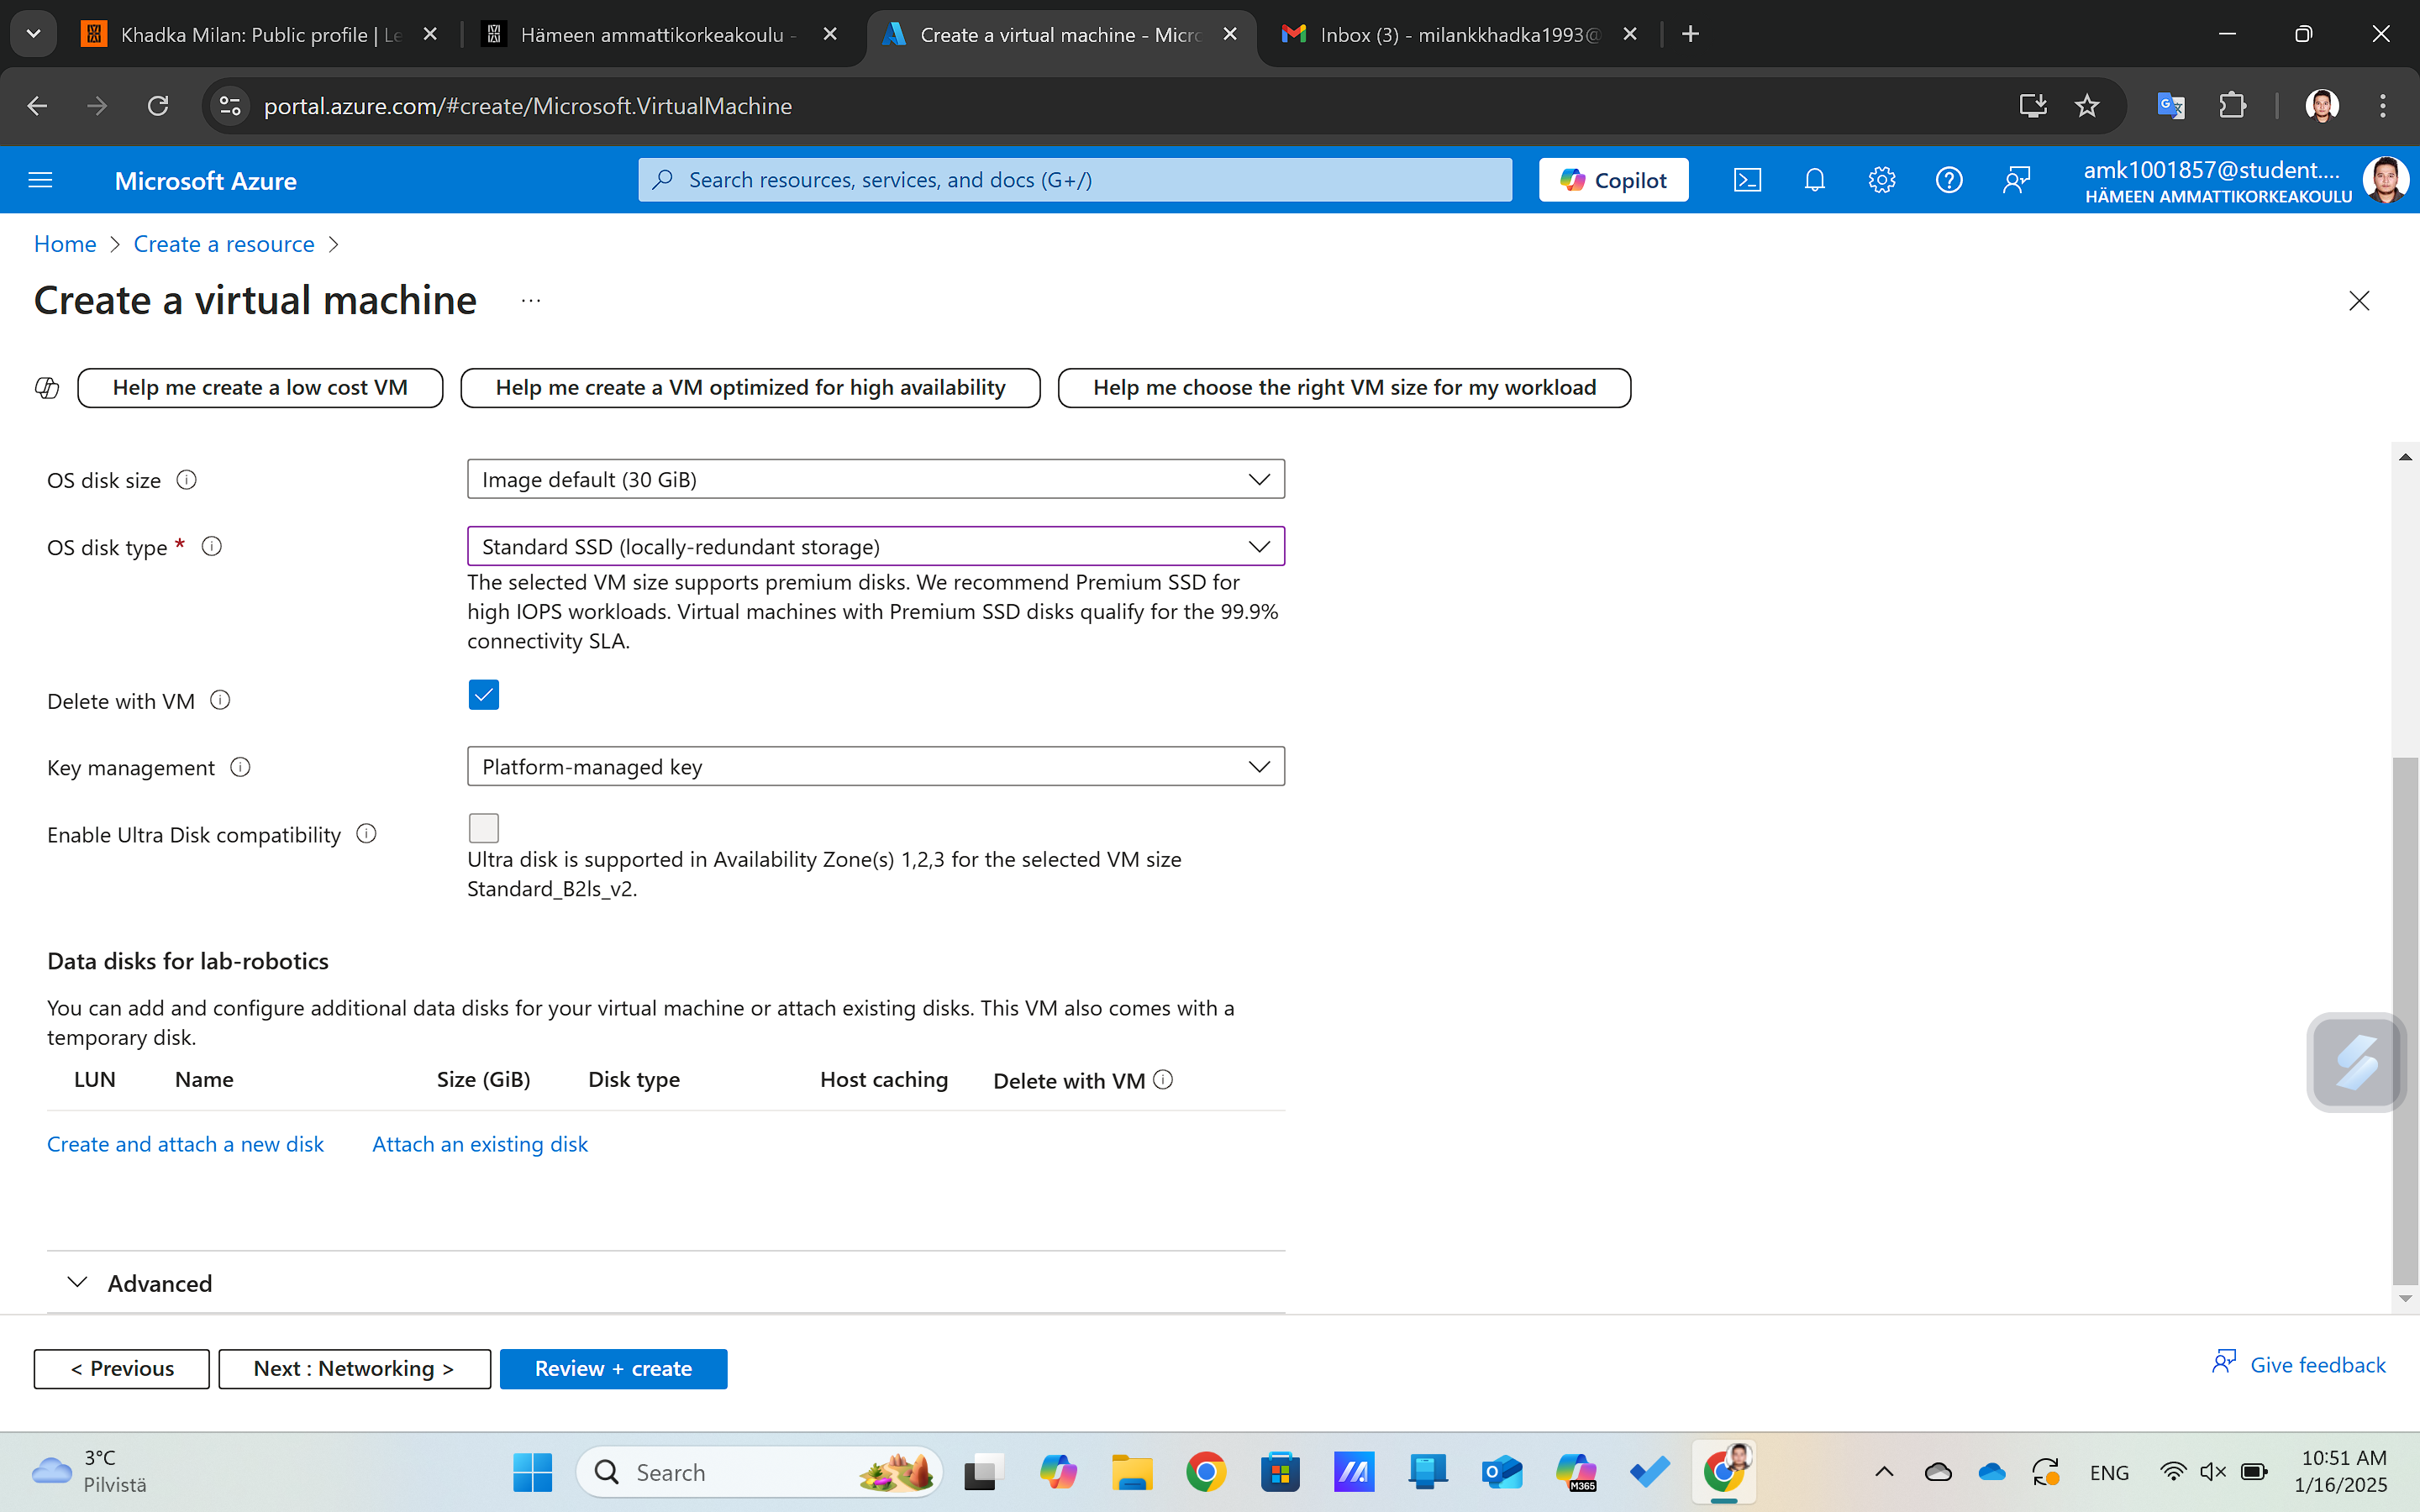 Khadka Milan: Public profile | Le
Hämeen ammattikorkeakoulu -
Create a virtual machine - Micro
Inbox (3) - milankkhadka1993@
portal.azure.com/#create/Microsoft.VirtualMachine
Microsoft Azure
Search resources, services, and docs (G+/)
Copilot
amk1001857@student....
HÄMEEN AMMATTIKORKEAKOULU
Home > Create a resource >
Create a virtual machine ...
Help me create a low cost VM
Help me create a VM optimized for high availability
Help me choose the right VM size for my workload
OS disk size
Image default (30 GiB)
OS disk type *
Standard SSD (locally-redundant storage)
The selected VM size supports premium disks. We recommend Premium SSD for
high IOPS workloads. Virtual machines with Premium SSD disks qualify for the 99.9%
connectivity SLA.
Delete with VM
Key management
Platform-managed key
Enable Ultra Disk compatibility
Ultra disk is supported in Availability Zone(s) 1,2,3 for the selected VM size
Standard_B2ls_v2.
Data disks for lab-robotics
You can add and configure additional data disks for your virtual machine or attach existing disks. This VM also comes with a
temporary disk.
LUN Name Size (GiB) Disk type Host caching Delete with VM
Create and attach a new disk Attach an existing disk
Advanced
< Previous
Next : Networking >
Review + create
Give feedback
3°C
Pilvistä
Search
M365
ENG
10:51 AM
1/16/2025